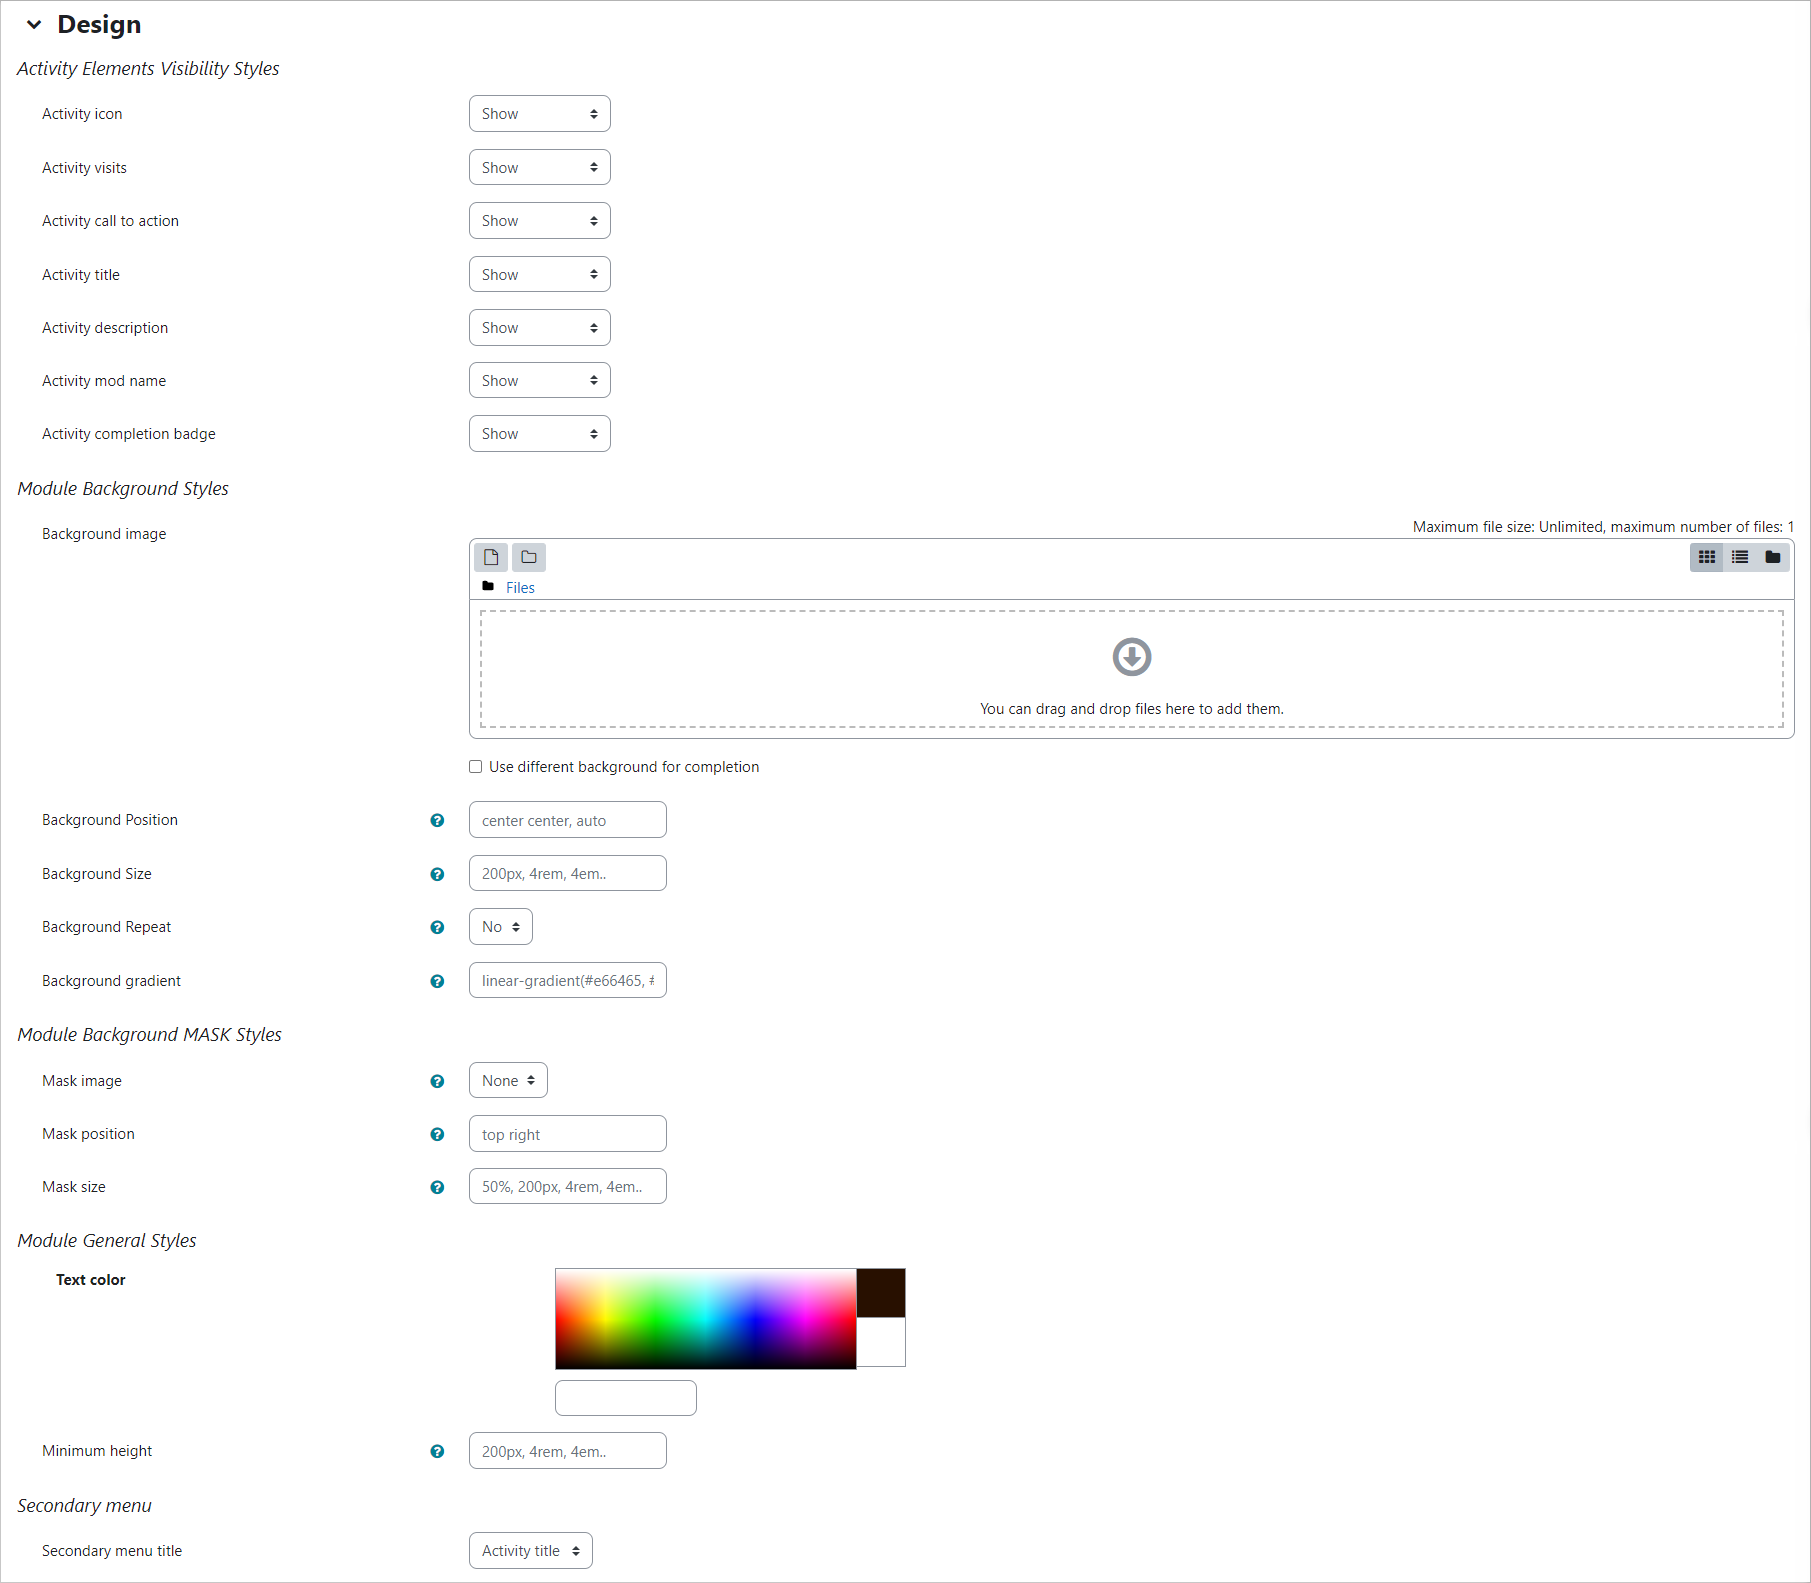 Design
Activity Elements Visibility Styles
Activity icon Show
Activity visits Show
Activity call to action Show
Activity title Show
Activity description Show
Activity mod name Show
Activity completion badge Show
Module Background Styles
Maximum file size: Unlimited, maximum number of files: 1
Background image
Files
You can drag and drop files here to add them.
Use different background for completion
Background Position center center, auto
Background Size 200px, 4rem, 4em..
Background Repeat No
Background gradient linear-gradient(#e66465, #
Module Background MASK Styles
Mask image None
Mask position top right
Mask size 50%, 200px, 4rem, 4em..
Module General Styles
Text color
Minimum height 200px, 4rem, 4em..
Secondary menu
Secondary menu title Activity title